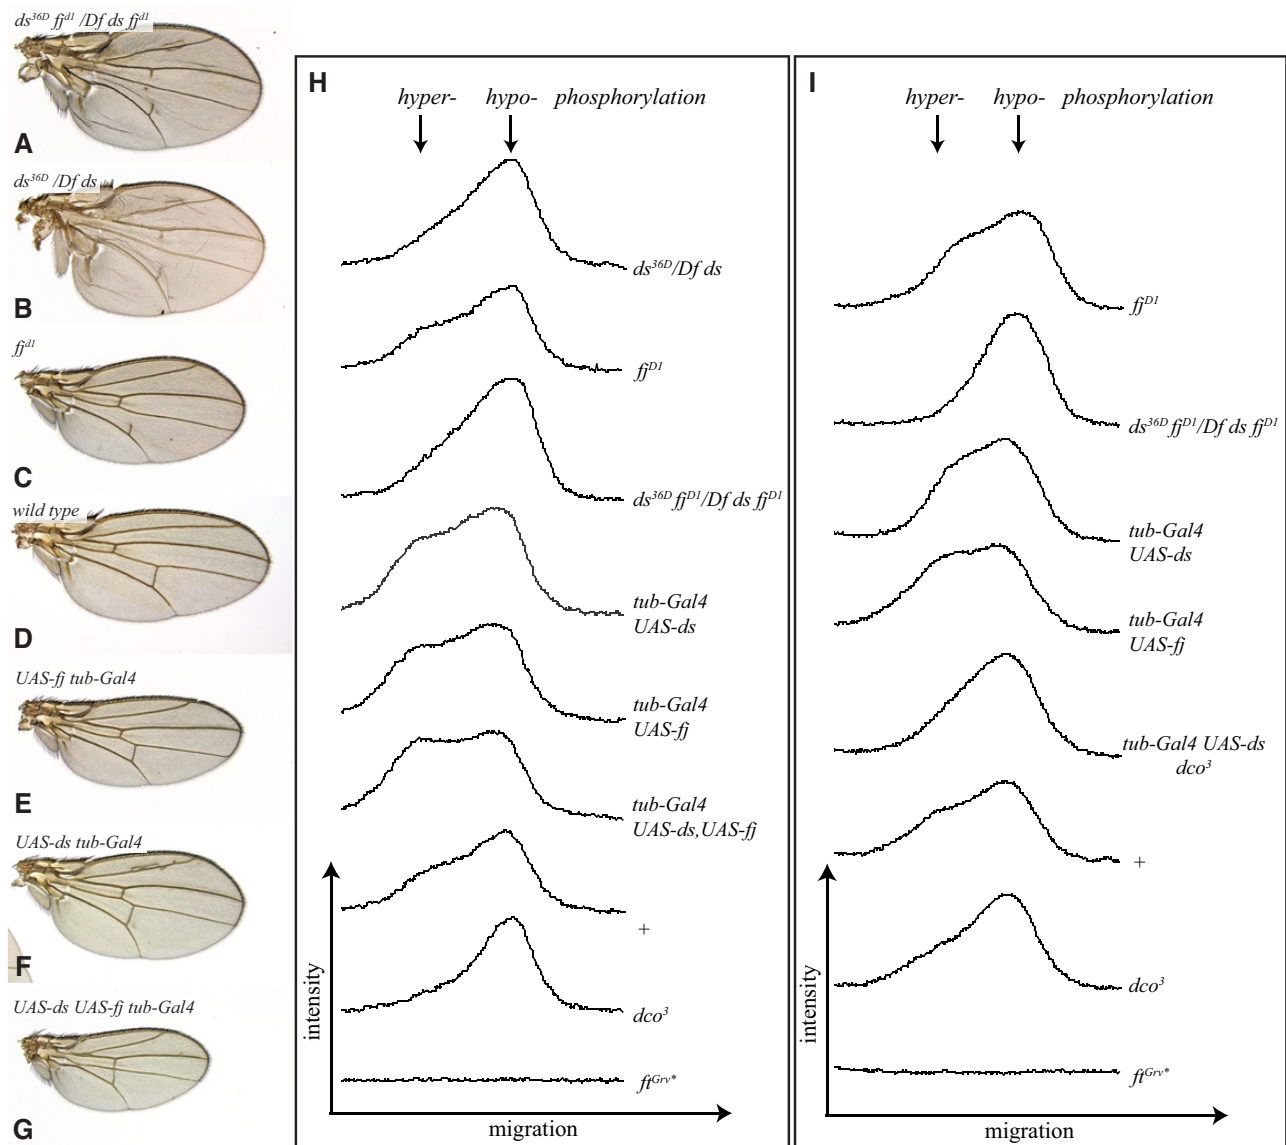 ds36D fjd1 /Df ds fjd1
A
ds36D /Df ds
B
fjd1
C
wild type
D
UAS-fj tub-Gal4
E
UAS-ds tub-Gal4
F
UAS-ds UAS-fj tub-Gal4
G
H
hyper- hypo- phosphorylation
ds36D/Df ds
fjD1
ds36D fjD1/Df ds fjD1
tub-Gal4
UAS-ds
tub-Gal4
UAS-fj
tub-Gal4
UAS-ds,UAS-fj
+
dco3
ftGrv*
intensity
migration
I
hyper- hypo- phosphorylation
fjD1
ds36D fjD1/Df ds fjD1
tub-Gal4
UAS-ds
tub-Gal4
UAS-fj
tub-Gal4 UAS-ds
dco3
+
dco3
ftGrv*
intensity
migration